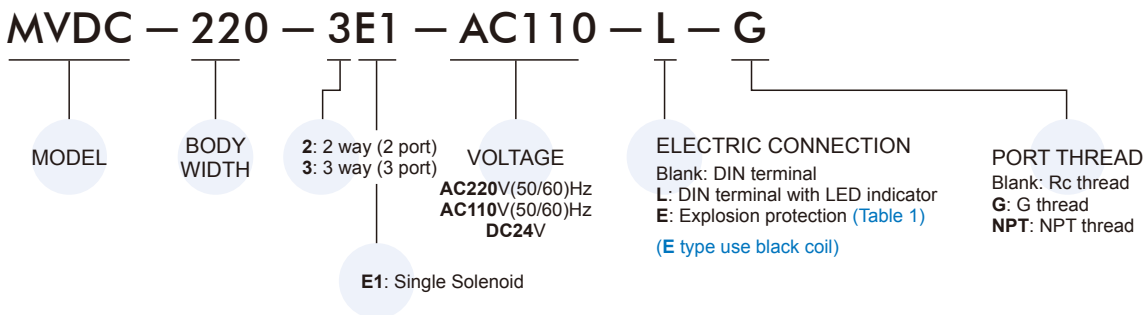 MVDC — 220 — 3E1 — AC110 — L — G
MODEL
BODY
WIDTH
2: 2 way (2 port)
3: 3 way (3 port)
E1: Single Solenoid
VOLTAGE
AC220V(50/60)Hz
AC110V(50/60)Hz
DC24V
ELECTRIC CONNECTION
Blank: DIN terminal
L: DIN terminal with LED indicator
E: Explosion protection (Table 1)
(E type use black coil)
PORT THREAD
Blank: Rc thread
G: G thread
NPT: NPT thread